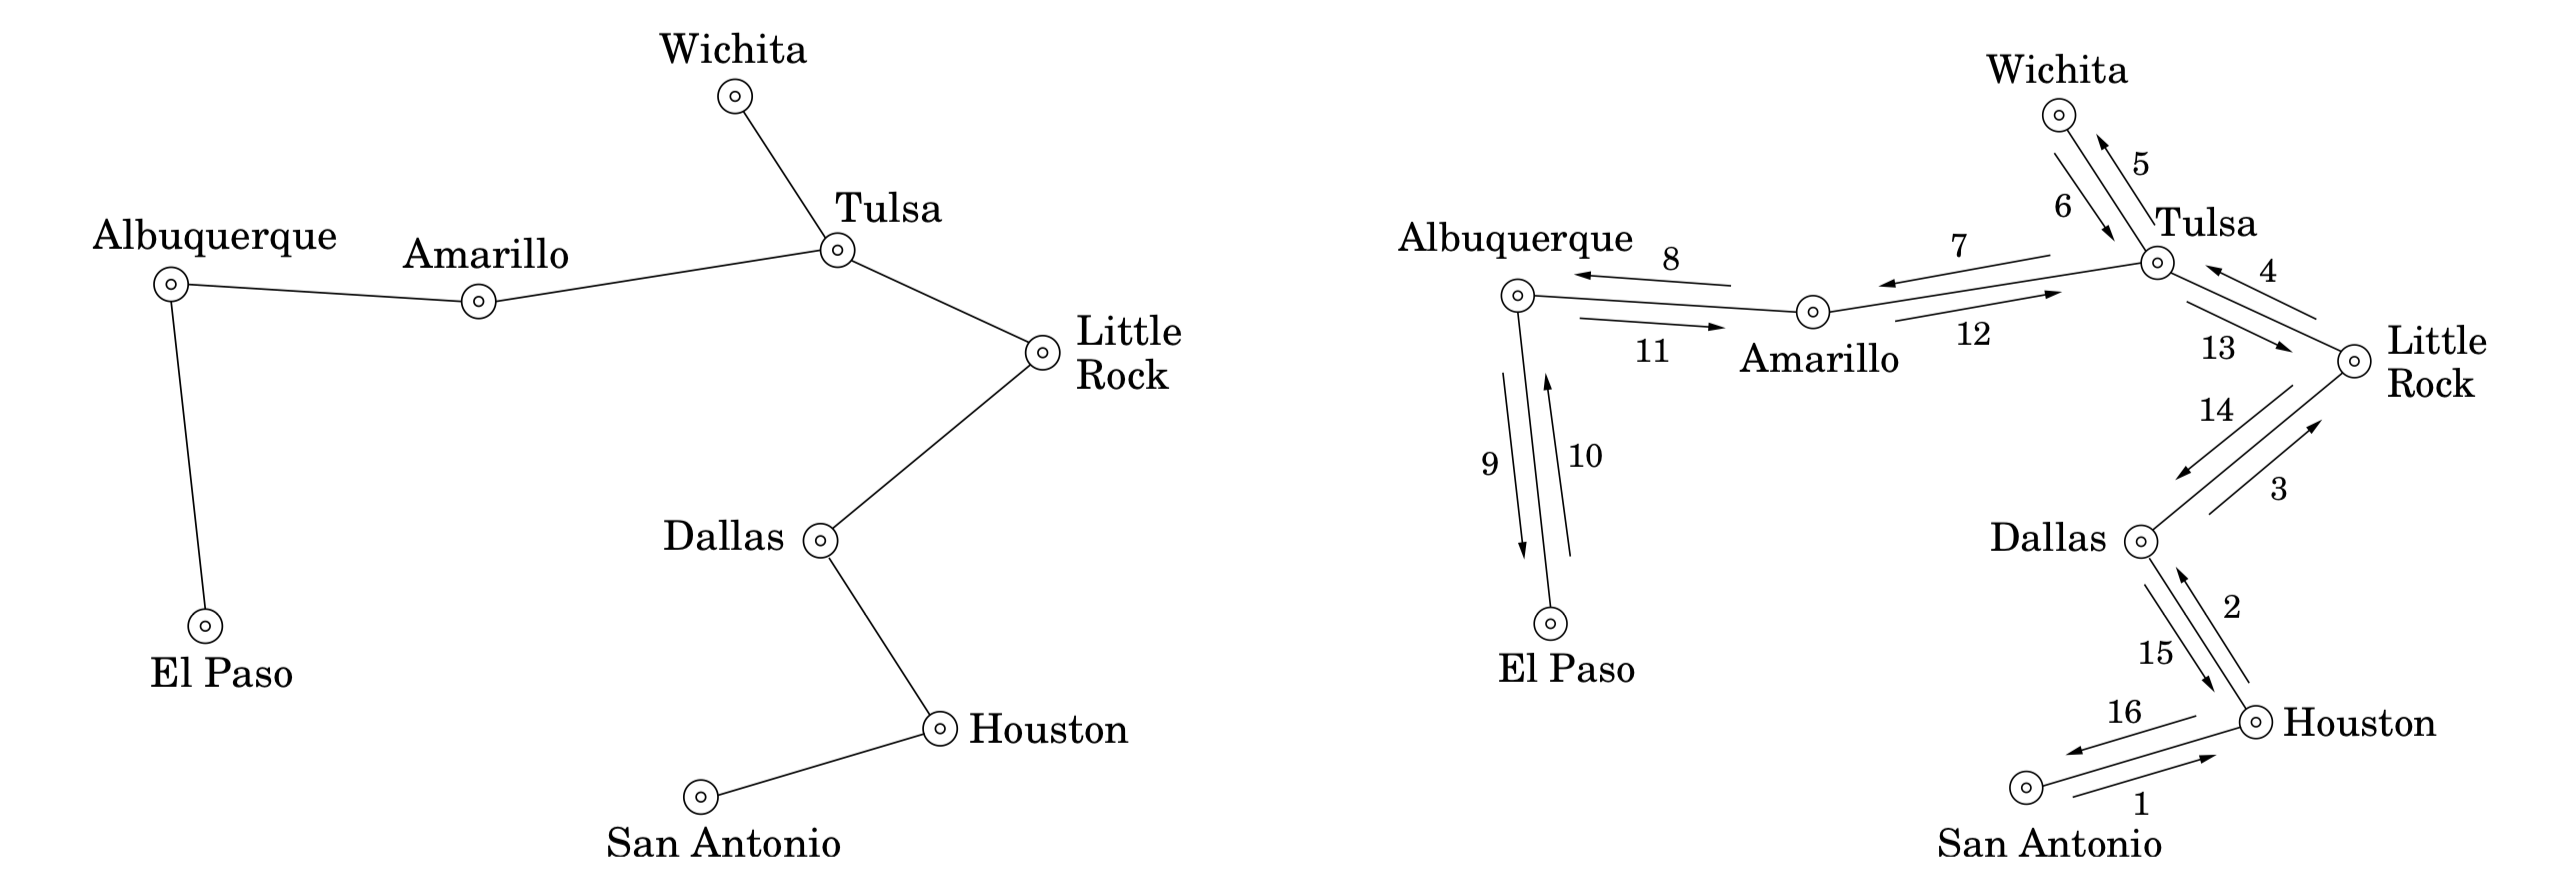 Wichita
Tulsa
Albuquerque
Amarillo
Little
Rock
Dallas
El Paso
Houston
San Antonio
Wichita
5
6
Tulsa
Albuquerque
8
7
4
11
12
Amarillo
13
Little
Rock
14
9
10
3
Dallas
2
15
El Paso
16
Houston
1
San Antonio